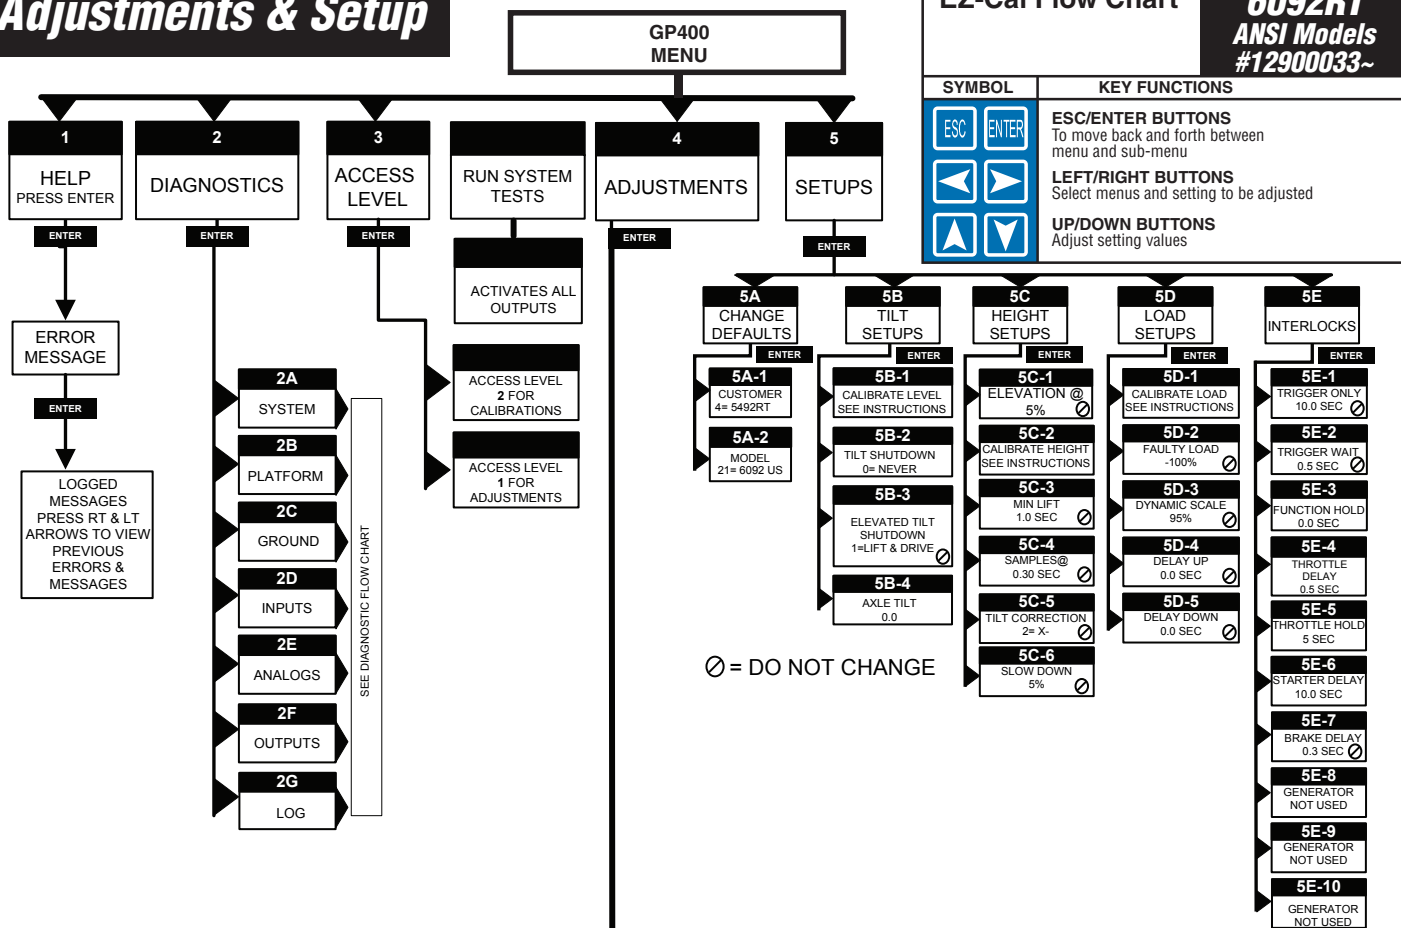 Adjustments & Setup
GP400
MENU
EZ-Cal Flow Chart
6092RT
ANSI Models
#12900033~
SYMBOL
KEY FUNCTIONS
ESC
ENTER
ESC/ENTER BUTTONS
To move back and forth between
menu and sub-menu
LEFT/RIGHT BUTTONS
Select menus and setting to be adjusted
UP/DOWN BUTTONS
Adjust setting values
1
HELP
PRESS ENTER
ENTER
ERROR
MESSAGE
ENTER
LOGGED
MESSAGES
PRESS RT & LT
ARROWS TO VIEW
PREVIOUS
ERRORS &
MESSAGES
2
DIAGNOSTICS
ENTER
2A
SYSTEM
2B
PLATFORM
2C
GROUND
2D
INPUTS
2E
ANALOGS
2F
OUTPUTS
2G
LOG
SEE DIAGNOSTIC FLOW CHART
3
ACCESS
LEVEL
ENTER
ACCESS LEVEL
2 FOR
CALIBRATIONS
ACCESS LEVEL
1 FOR
ADJUSTMENTS
RUN SYSTEM
TESTS
ACTIVATES ALL
OUTPUTS
4
ADJUSTMENTS
ENTER
5
SETUPS
ENTER
5A
CHANGE
DEFAULTS
ENTER
5A-1
CUSTOMER
4= 5492RT
5A-2
MODEL
21= 6092 US
5B
TILT
SETUPS
ENTER
5B-1
CALIBRATE LEVEL
SEE INSTRUCTIONS
5B-2
TILT SHUTDOWN
0= NEVER
5B-3
ELEVATED TILT
SHUTDOWN
1=LIFT & DRIVE
5B-4
AXLE TILT
0.0
5C
HEIGHT
SETUPS
ENTER
5C-1
ELEVATION @
5%
5C-2
CALIBRATE HEIGHT
SEE INSTRUCTIONS
5C-3
MIN LIFT
1.0 SEC
5C-4
SAMPLES@
0.30 SEC
5C-5
TILT CORRECTION
2= X-
5C-6
SLOW DOWN
5%
5D
LOAD
SETUPS
ENTER
5D-1
CALIBRATE LOAD
SEE INSTRUCTIONS
5D-2
FAULTY LOAD
-100%
5D-3
DYNAMIC SCALE
95%
5D-4
DELAY UP
0.0 SEC
5D-5
DELAY DOWN
0.0 SEC
5E
INTERLOCKS
ENTER
5E-1
TRIGGER ONLY
10.0 SEC
5E-2
TRIGGER WAIT
0.5 SEC
5E-3
FUNCTION HOLD
0.0 SEC
5E-4
THROTTLE
DELAY
0.5 SEC
5E-5
THROTTLE HOLD
5 SEC
5E-6
STARTER DELAY
10.0 SEC
5E-7
BRAKE DELAY
0.3 SEC
5E-8
GENERATOR
NOT USED
5E-9
GENERATOR
NOT USED
5E-10
GENERATOR
NOT USED
= DO NOT CHANGE